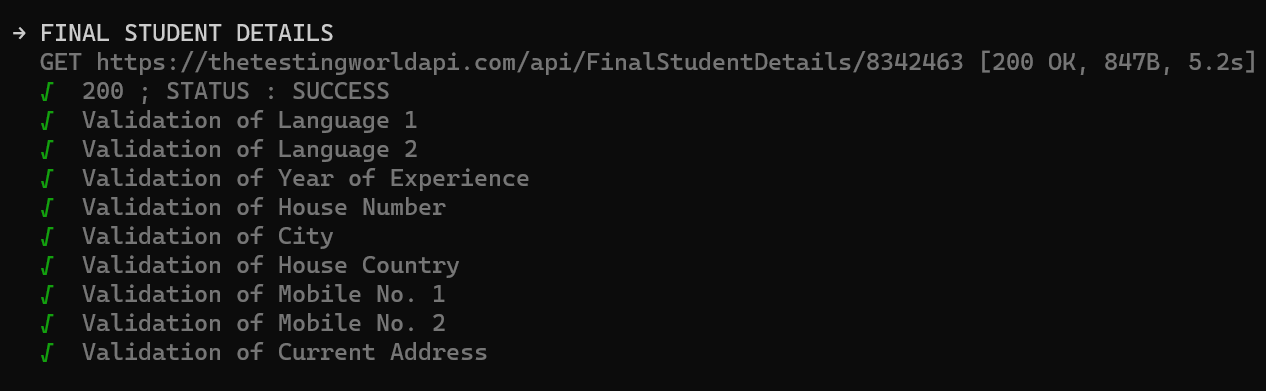 → FINAL STUDENT DETAILS
GET https://thetestingworldapi.com/api/FinalStudentDetails/8342463 [200 OK, 847B, 5.2s]
√ 200 ; STATUS : SUCCESS
√ Validation of Language 1
√ Validation of Language 2
√ Validation of Year of Experience
√ Validation of House Number
√ Validation of City
√ Validation of House Country
√ Validation of Mobile No. 1
√ Validation of Mobile No. 2
√ Validation of Current Address